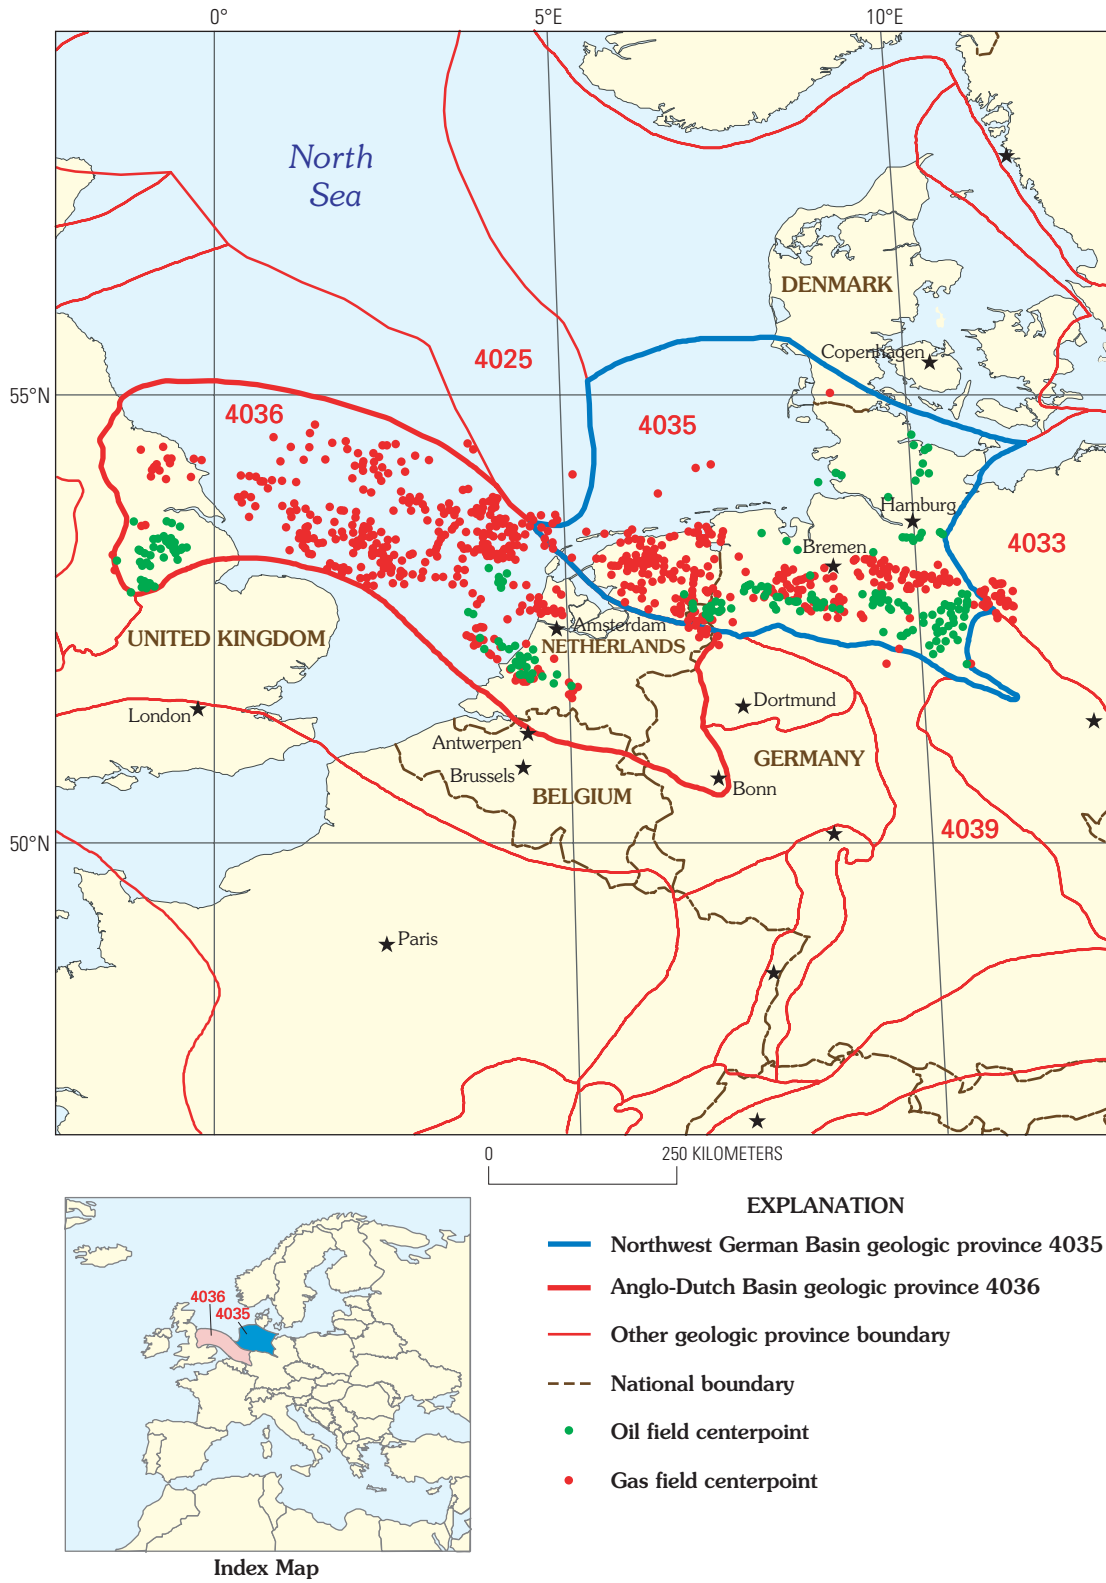 0°
5°E
10°E
North
Sea
DENMARK
Copenhagen
4025
55°N
4036
4035
Hamburg
4033
Bremen
UNITED KINGDOM
Amsterdam
NETHERLANDS
London
Dortmund
Antwerpen
GERMANY
Brussels
BELGIUM
Bonn
4039
50°N
Paris
0
250 KILOMETERS
EXPLANATION
Northwest German Basin geologic province 4035
Anglo-Dutch Basin geologic province 4036
Other geologic province boundary
National boundary
Oil field centerpoint
Gas field centerpoint
4036
4035
Index Map